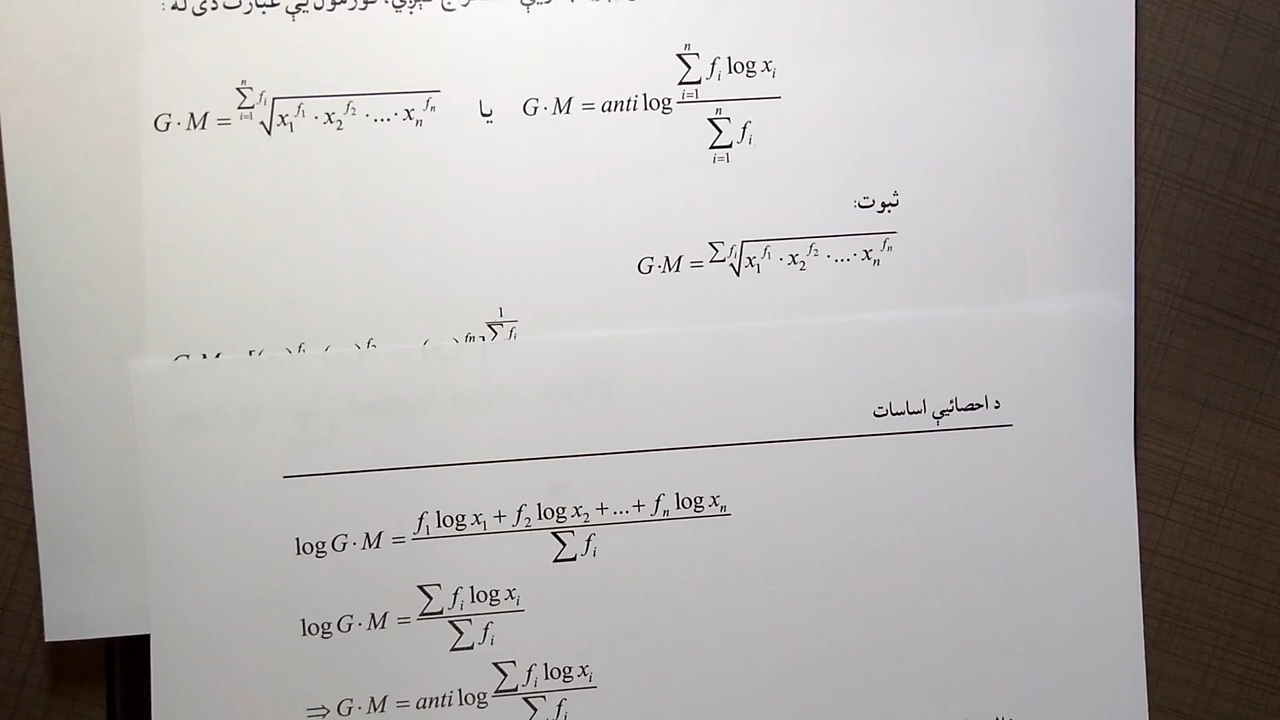 عبارت دی له :
G·M = \sqrt[\sum_{i=1}^{n} f_i]{x_1^{f_1} · x_2^{f_2} · ... · x_n^{f_n}} یا G·M = anti log \frac{\sum_{i=1}^{n} f_i log x_i}{\sum_{i=1}^{n} f_i}
ثبوت:
G·M = \sqrt[\sum f_i]{x_1^{f_1} · x_2^{f_2} · ... · x_n^{f_n}}
د احصائیې اساسات
log G·M = \frac{f_1 log x_1 + f_2 log x_2 + ... + f_n log x_n}{\sum f_i}
log G·M = \frac{\sum f_i log x_i}{\sum f_i}
⇒ G·M = anti log \frac{\sum f_i log x_i}{\sum f_i}